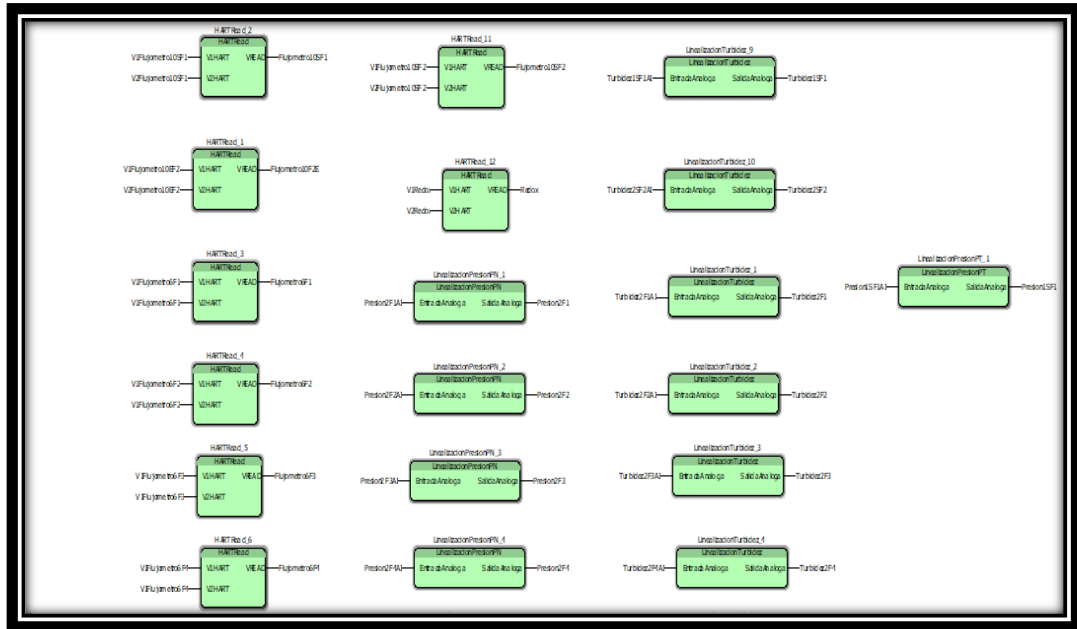 HARTRead_2
HARTRead
V1Flujometro10SF1 V1HART VREAD Flujometro10SF1
V2Flujometro10SF1 V2HART
HARTRead_11
HARTRead
V1Flujometro10SF2 V1HART VREAD Flujometro10SF2
V2Flujometro10SF2 V2HART
LinealizacionTurbidez_9
LinealizacionTurbidez
Turbidez1SF1AI EntradaAnaloga SalidaAnaloga Turbidez1SF1
HARTRead_1
HARTRead
V1Flujometro10EF2 V1HART VREAD Flujometro10F2E
V2Flujometro10EF2 V2HART
HARTRead_12
HARTRead
V1Redox V1HART VREAD Redox
V2Redox V2HART
LinealizacionTurbidez_10
LinealizacionTurbidez
Turbidez2SF2AI EntradaAnaloga SalidaAnaloga Turbidez2SF2
HARTRead_3
HARTRead
V1Flujometro6F1 V1HART VREAD Flujometro6F1
V1Flujometro6F1 V2HART
LinealizacionPresionPN_1
LinealizacionPresionPN
Presion2F1AI EntradaAnaloga SalidaAnaloga Presion2F1
LinealizacionTurbidez_1
LinealizacionTurbidez
Turbidez2F1AI EntradaAnaloga SalidaAnaloga Turbidez2F1
LinealizacionPresionPT_1
LinealizacionPresionPT
Presion1SF1AI EntradaAnaloga SalidaAnaloga Presion1SF1
HARTRead_4
HARTRead
V1Flujometro6F2 V1HART VREAD Flujometro6F2
V1Flujometro6F2 V2HART
LinealizacionPresionPN_2
LinealizacionPresionPN
Presion2F2AI EntradaAnaloga SalidaAnaloga Presion2F2
LinealizacionTurbidez_2
LinealizacionTurbidez
Turbidez2F2AI EntradaAnaloga SalidaAnaloga Turbidez2F2
HARTRead_5
HARTRead
V1Flujometro6F3 V1HART VREAD Flujometro6F3
V1Flujometro6F3 V2HART
LinealizacionPresionPN_3
LinealizacionPresionPN
Presion2F3AI EntradaAnaloga SalidaAnaloga Presion2F3
LinealizacionTurbidez_3
LinealizacionTurbidez
Turbidez2F3AI EntradaAnaloga SalidaAnaloga Turbidez2F3
HARTRead_6
HARTRead
V1Flujometro6F4 V1HART VREAD Flujometro6F4
V1Flujometro6F4 V2HART
LinealizacionPresionPN_4
LinealizacionPresionPN
Presion2F4AI EntradaAnaloga SalidaAnaloga Presion2F4
LinealizacionTurbidez_4
LinealizacionTurbidez
Turbidez2F4AI EntradaAnaloga SalidaAnaloga Turbidez2F4